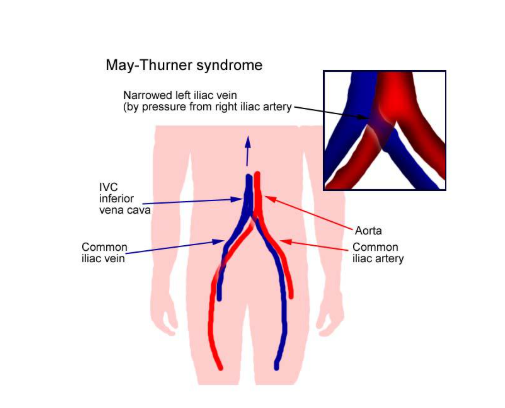 May-Thurner syndrome
Narrowed left iliac vein
(by pressure from right iliac artery
IVC
inferior
vena cava
Common
iliac vein
Aorta
Common
iliac artery